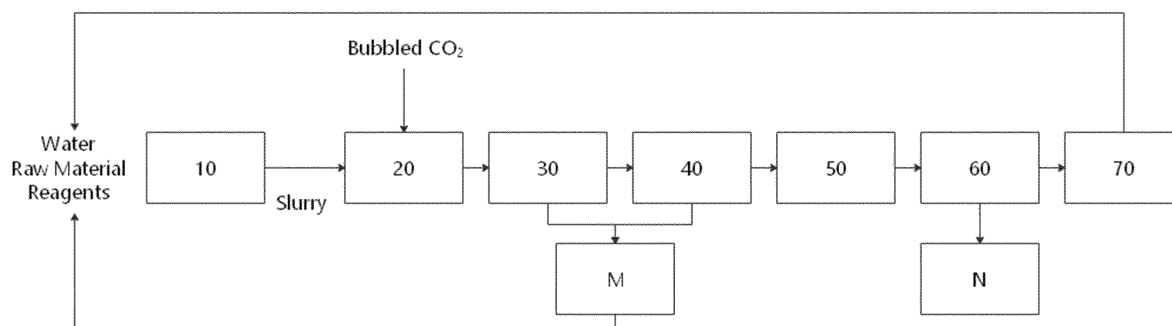 Bubbled CO₂
Water
Raw Material
Reagents
10
Slurry
20
30
40
50
60
70
M
N